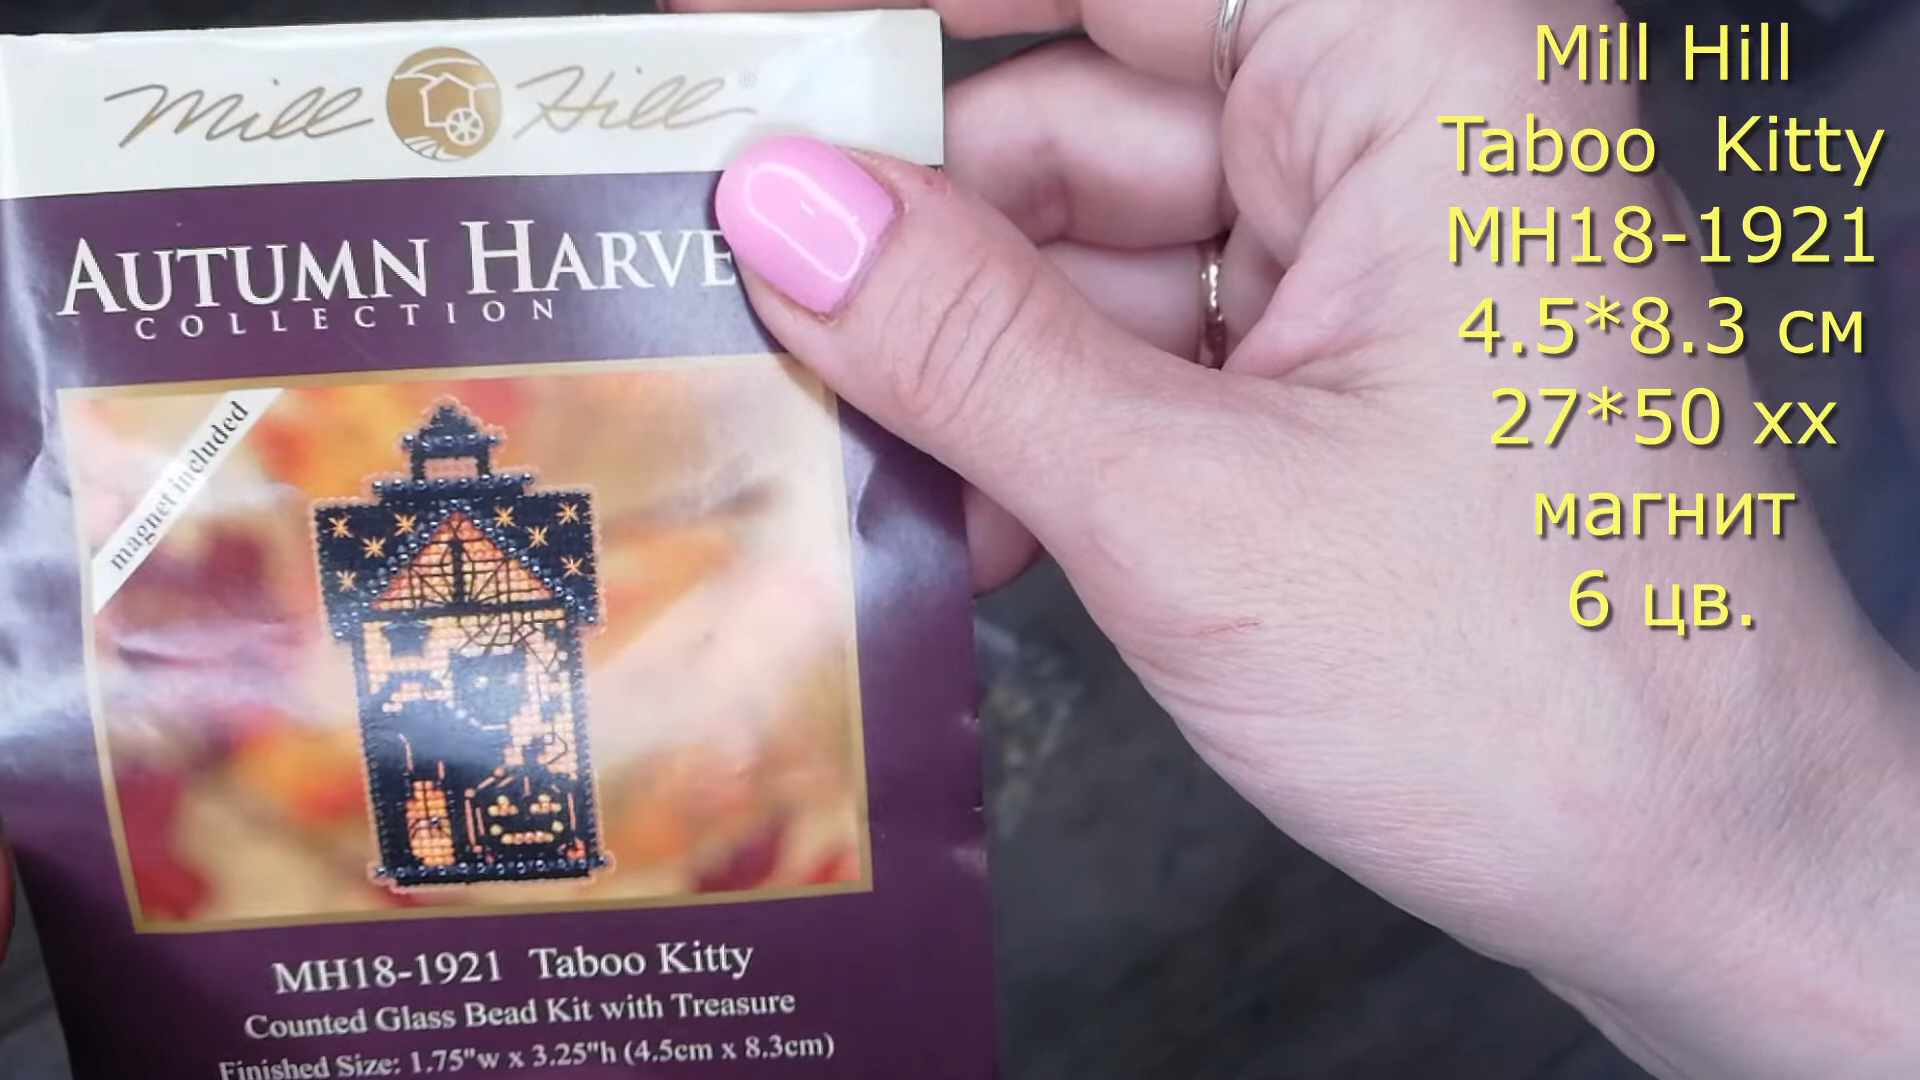 Mill Hill®
AUTUMN HARVE
COLLECTION
magnet included
MH18-1921 Taboo Kitty
Counted Glass Bead Kit with Treasure
Finished Size: 1.75"w x 3.25"h (4.5cm x 8.3cm)
Mill Hill
Taboo Kitty
MH18-1921
4.5*8.3 см
27*50 хх
магнит
6 цв.